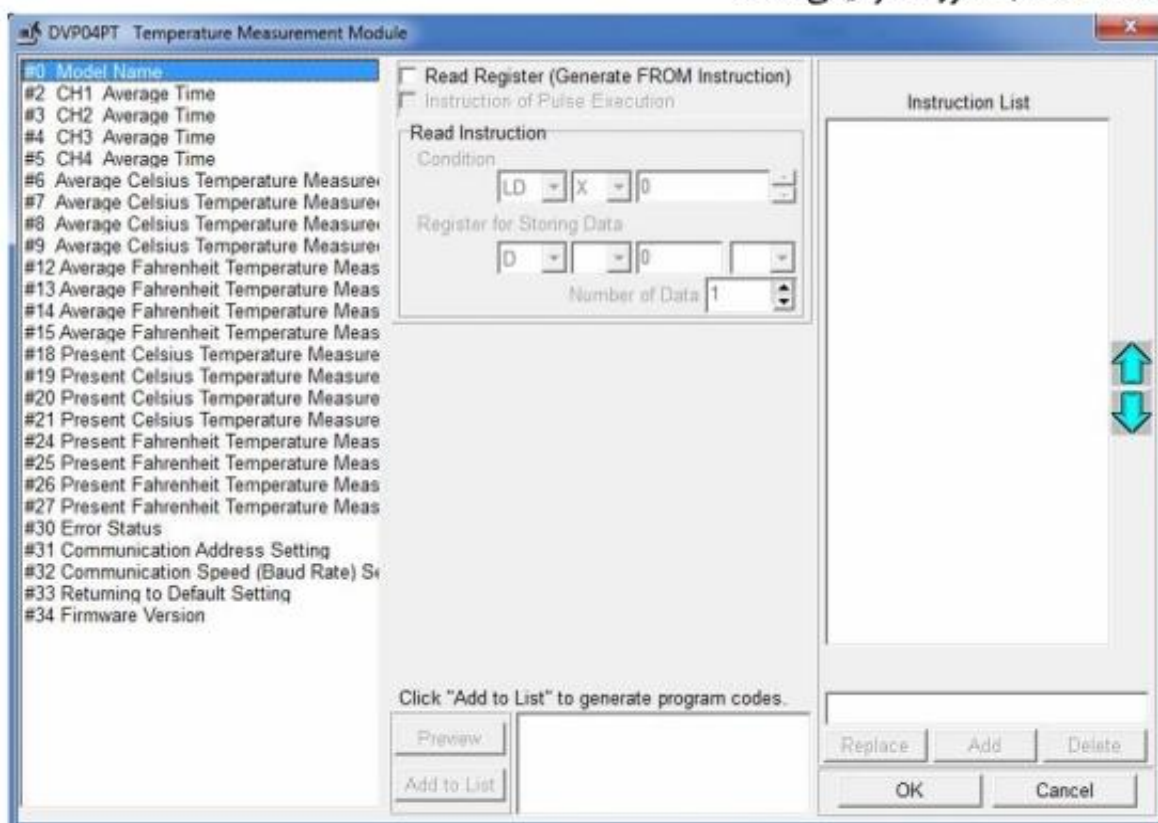 DVP04PT Temperature Measurement Module
#0 Model Name
#2 CH1 Average Time
#3 CH2 Average Time
#4 CH3 Average Time
#5 CH4 Average Time
#6 Average Celsius Temperature Measure
#7 Average Celsius Temperature Measure
#8 Average Celsius Temperature Measure
#9 Average Celsius Temperature Measure
#12 Average Fahrenheit Temperature Meas
#13 Average Fahrenheit Temperature Meas
#14 Average Fahrenheit Temperature Meas
#15 Average Fahrenheit Temperature Meas
#18 Present Celsius Temperature Measure
#19 Present Celsius Temperature Measure
#20 Present Celsius Temperature Measure
#21 Present Celsius Temperature Measure
#24 Present Fahrenheit Temperature Meas
#25 Present Fahrenheit Temperature Meas
#26 Present Fahrenheit Temperature Meas
#27 Present Fahrenheit Temperature Meas
#30 Error Status
#31 Communication Address Setting
#32 Communication Speed (Baud Rate) Se
#33 Returning to Default Setting
#34 Firmware Version
Read Register (Generate FROM Instruction)
Instruction of Pulse Execution
Read Instruction
Condition
LD X 0
Register for Storing Data
D 0
Number of Data 1
Click "Add to List" to generate program codes.
Preview
Add to List
Instruction List
Replace Add Delete
OK Cancel